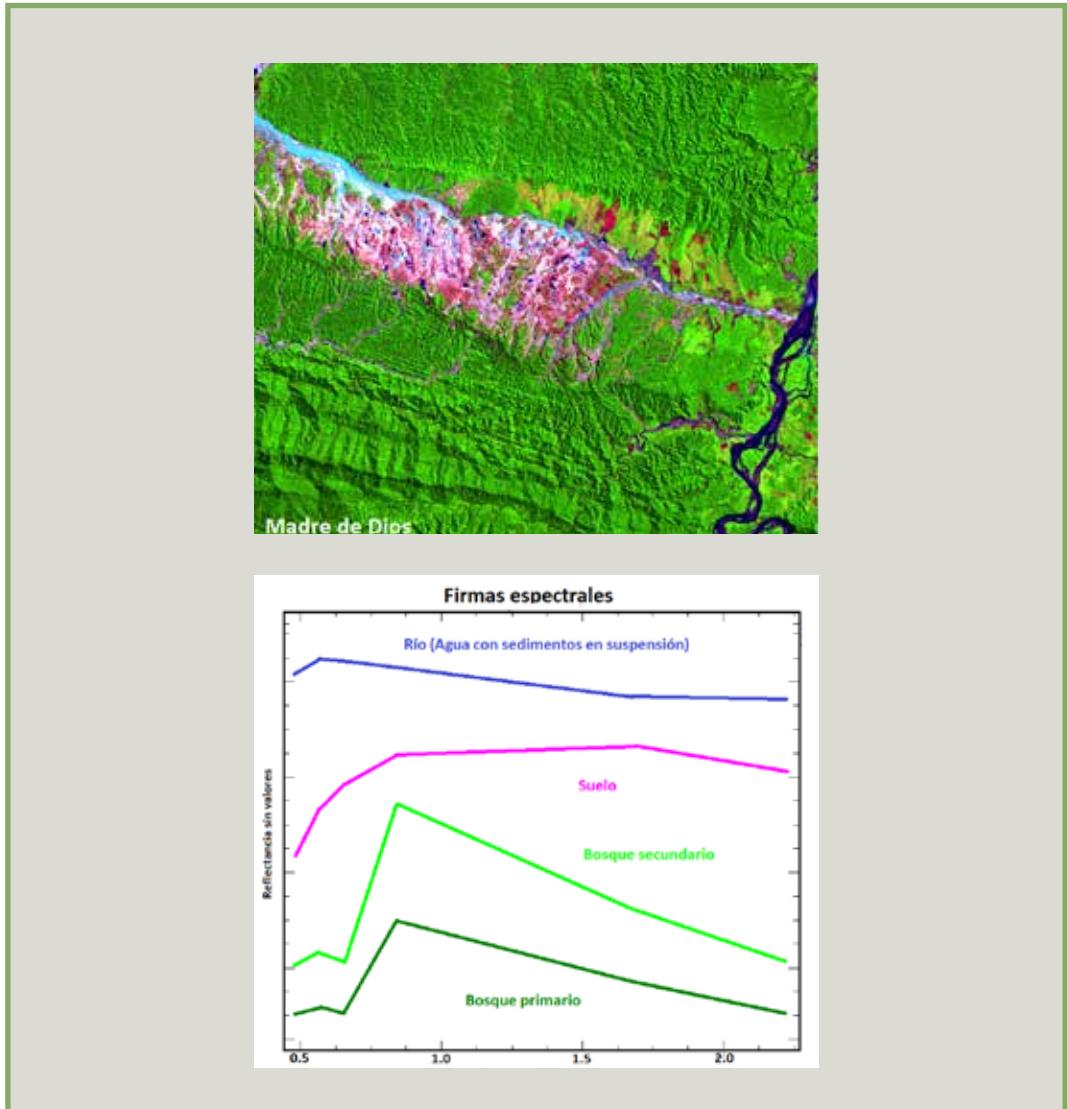 Madre de Dios
Firmas espectrales
Río (Agua con sedimentos en suspensión)
Suelo
Bosque secundario
Bosque primario
Reflectancia sin valores
0.5 1.0 1.5 2.0